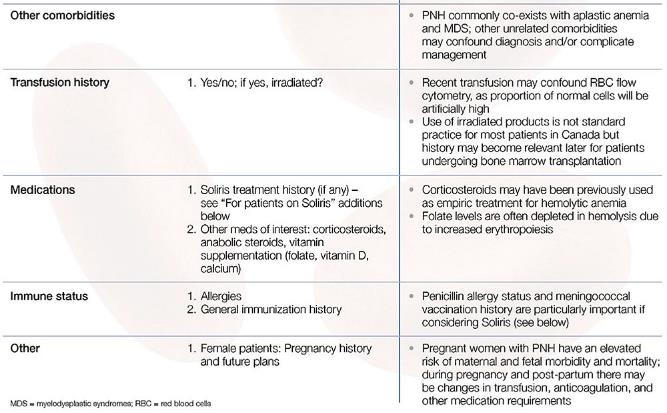 Other comorbidities
• PNH commonly co-exists with aplastic anemia
and MDS; other unrelated comorbidities
may confound diagnosis and/or complicate
management
Transfusion history
1. Yes/no; if yes, irradiated?
• Recent transfusion may confound RBC flow
cytometry, as proportion of normal cells will be
artificially high
• Use of irradiated products is not standard
practice for most patients in Canada but
history may become relevant later for patients
undergoing bone marrow transplantation
Medications
1. Soliris treatment history (if any) –
see "For patients on Soliris" additions
below
2. Other meds of interest: corticosteroids,
anabolic steroids, vitamin
supplementation (folate, vitamin D,
calcium)
• Corticosteroids may have been previously used
as empiric treatment for hemolytic anemia
• Folate levels are often depleted in hemolysis due
to increased erythropoiesis
Immune status
1. Allergies
2. General immunization history
• Penicillin allergy status and meningococcal
vaccination history are particularly important if
considering Soliris (see below)
Other
1. Female patients: Pregnancy history
and future plans
• Pregnant women with PNH have an elevated
risk of maternal and fetal morbidity and mortality;
during pregnancy and post-partum there may
be changes in transfusion, anticoagulation, and
other medication requirements
MDS = myelodysplastic syndromes; RBC = red blood cells